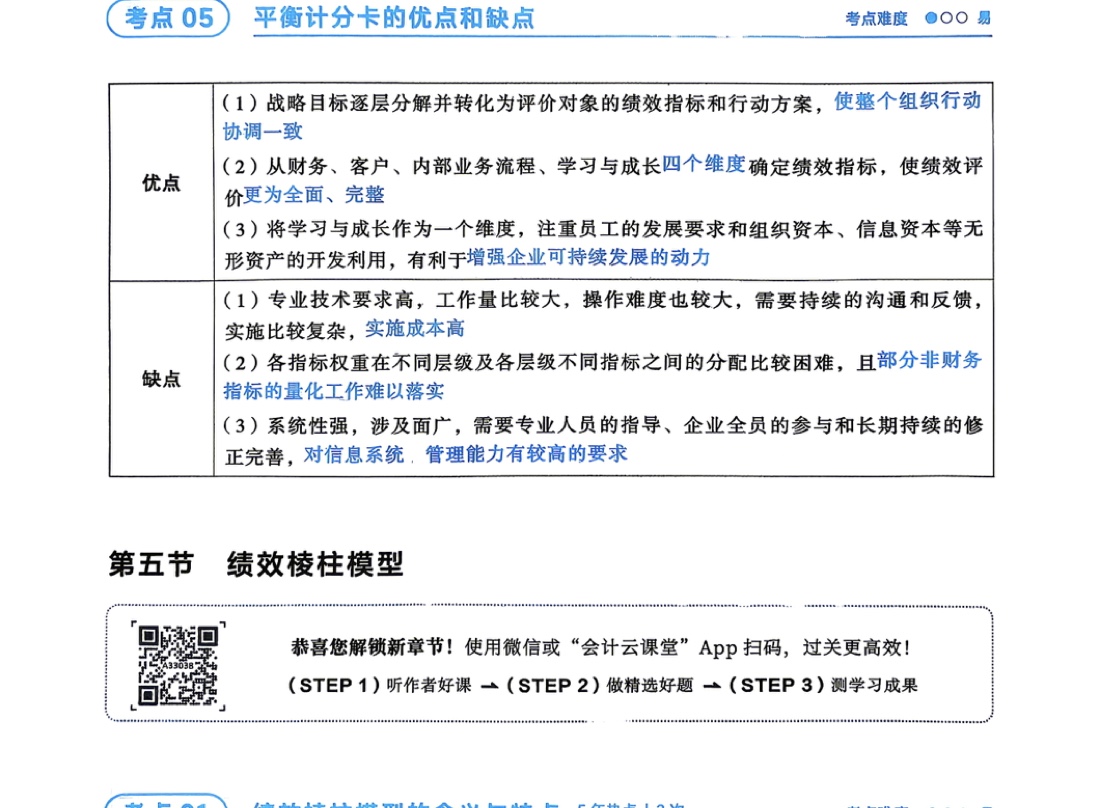 考点 05 平衡计分卡的优点和缺点 考点难度 易
优点
（1）战略目标逐层分解并转化为评价对象的绩效指标和行动方案，使整个组织行动
协调一致
（2）从财务、客户、内部业务流程、学习与成长四个维度确定绩效指标，使绩效评
价更为全面、完整
（3）将学习与成长作为一个维度，注重员工的发展要求和组织资本、信息资本等无
形资产的开发利用，有利于增强企业可持续发展的动力
缺点
（1）专业技术要求高，工作量比较大，操作难度也较大，需要持续的沟通和反馈，
实施比较复杂，实施成本高
（2）各指标权重在不同层级及各层级不同指标之间的分配比较困难，且部分非财务
指标的量化工作难以落实
（3）系统性强，涉及面广，需要专业人员的指导、企业全员的参与和长期持续的修
正完善，对信息系统、管理能力有较高的要求
第五节 绩效棱柱模型
A33038
恭喜您解锁新章节！使用微信或“会计云课堂”App 扫码，过关更高效！
（STEP 1）听作者好课 → （STEP 2）做精选好题 → （STEP 3）测学习成果
考点 01 绩效棱柱模型的含义与特点